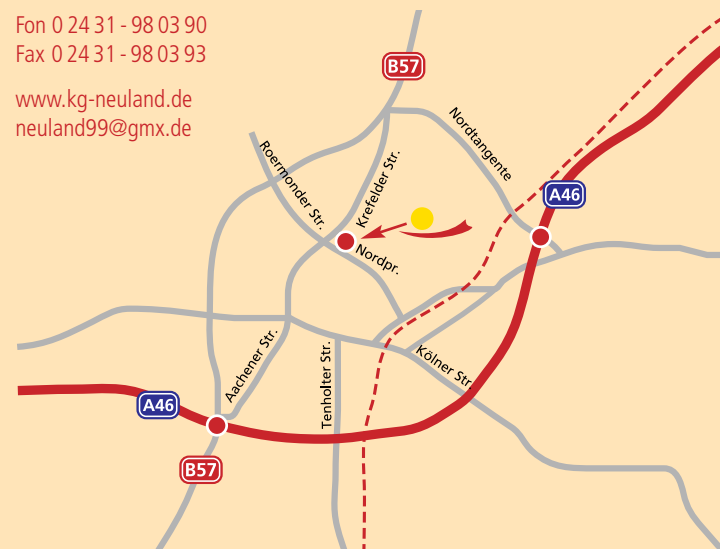 Fon 0 24 31 - 98 03 90
Fax 0 24 31 - 98 03 93
www.kg-neuland.de
neuland99@gmx.de
B57
Nordtangente
Roermonder Str.
Krefelder Str.
A46
Nordpr.
Aachener Str.
Tenholter Str.
Kölner Str.
A46
B57